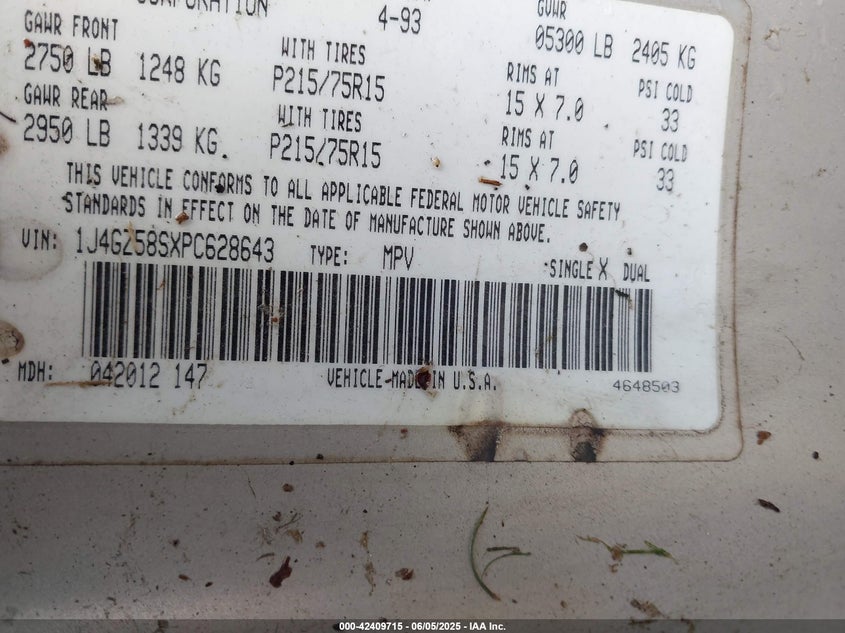 CORPORATION 4-93 GVWR
GAWR FRONT WITH TIRES 05300 LB 2405 KG
2750 LB 1248 KG P215/75R15 RIMS AT PSI COLD
15 X 7.0 33
GAWR REAR WITH TIRES RIMS AT PSI COLD
2950 LB 1339 KG P215/75R15 15 X 7.0 33
THIS VEHICLE CONFORMS TO ALL APPLICABLE FEDERAL MOTOR VEHICLE SAFETY
STANDARDS IN EFFECT ON THE DATE OF MANUFACTURE SHOWN ABOVE.
VIN: 1J4GZ58SXPC628643 TYPE: MPV SINGLE X DUAL
MDH: 042012 147 VEHICLE MADE IN U.S.A. 4648503
000-42409715 - 06/05/2025 - IAA Inc.